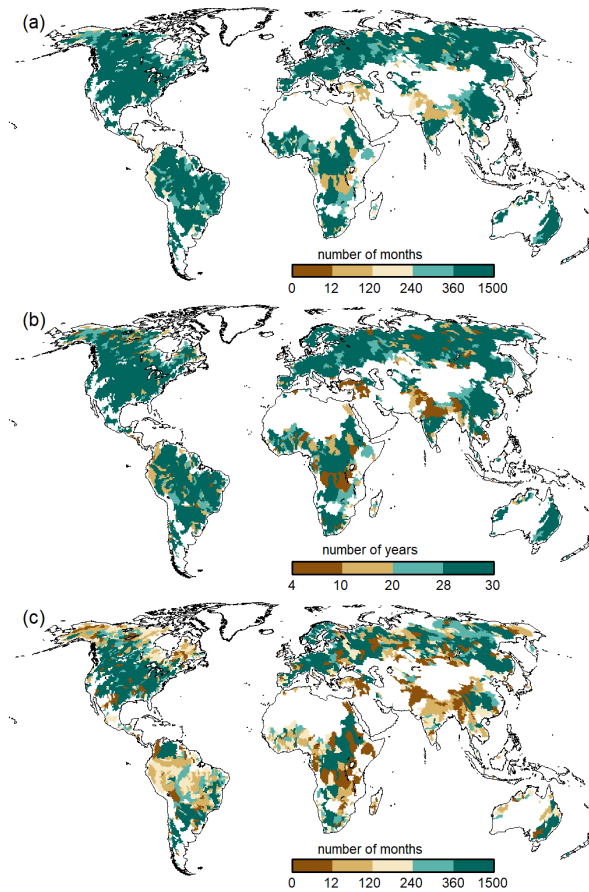 (a)
number of months
0 12 120 240 360 1500
(b)
number of years
4 10 20 28 30
(c)
number of months
0 12 120 240 360 1500